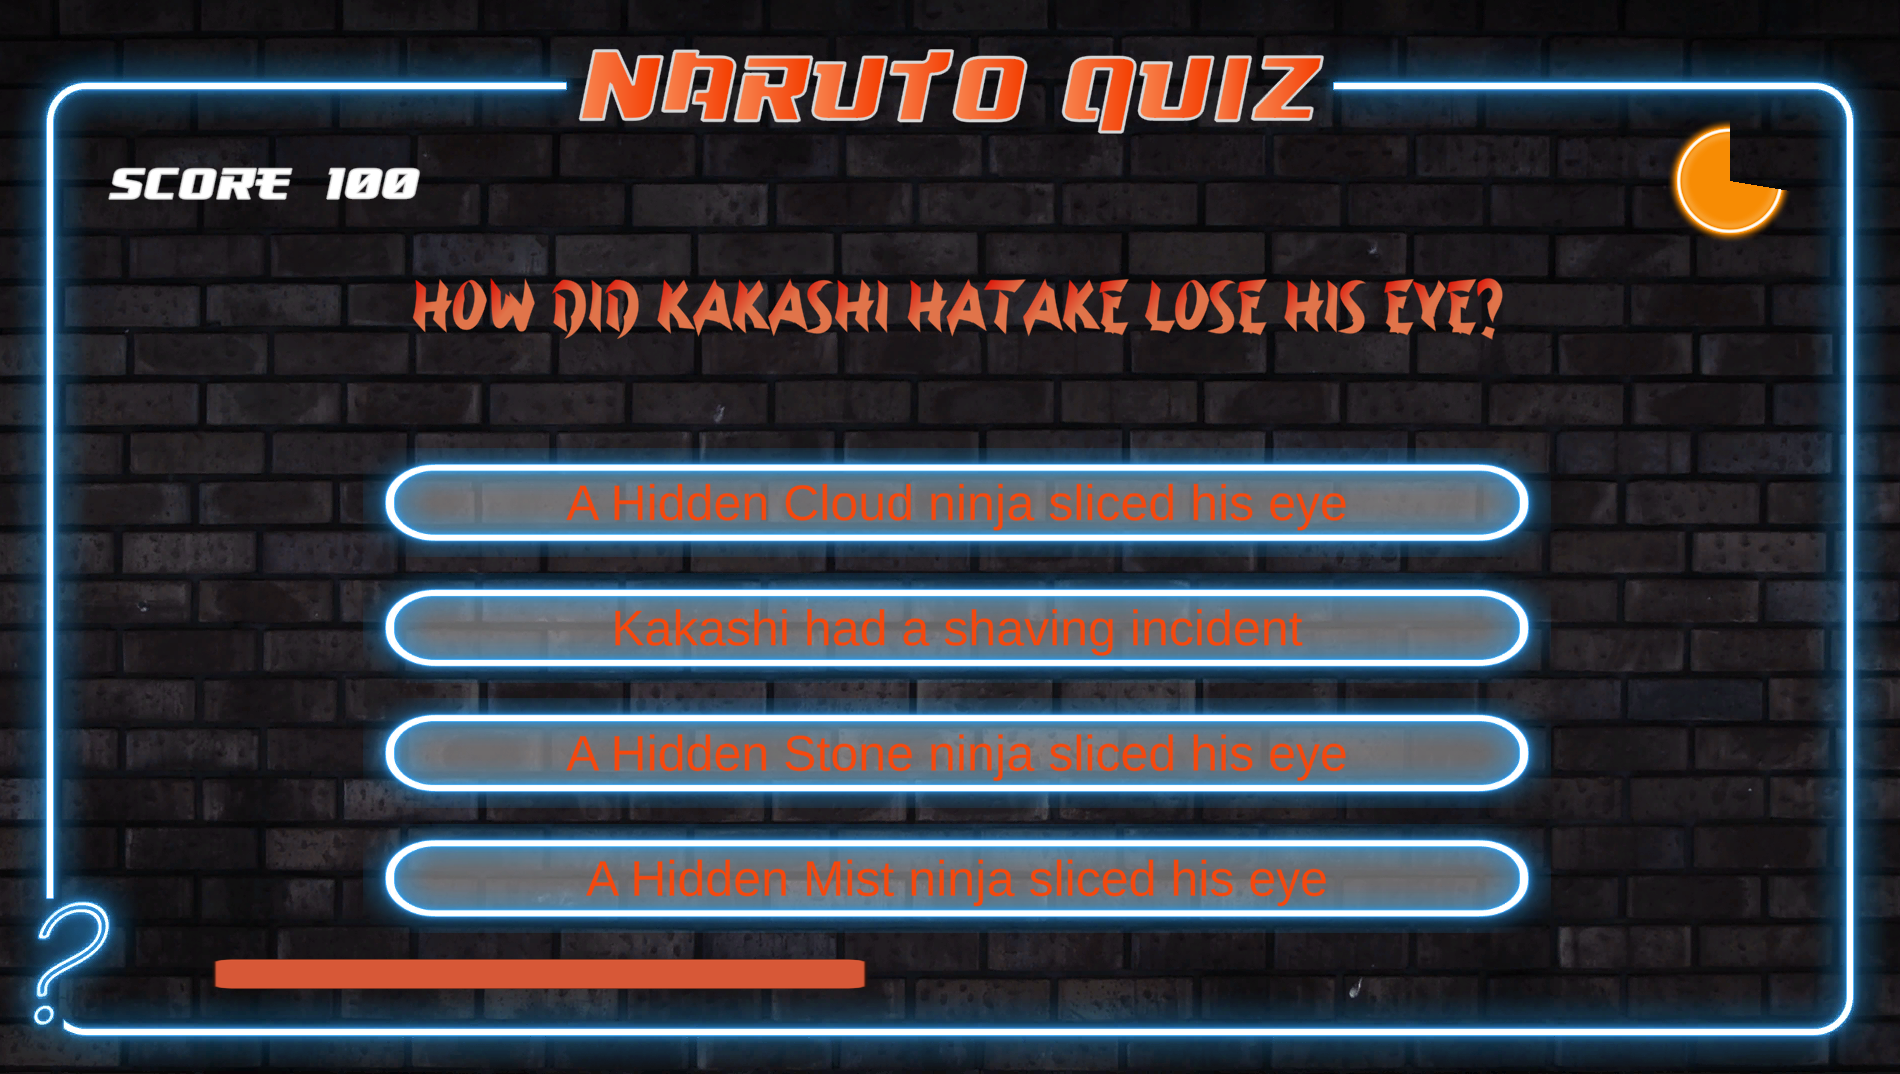 NARUTO QUIZ
SCORE 100
HOW DID KAKASHI HATAKE LOSE HIS EYE?
A Hidden Cloud ninja sliced his eye
Kakashi had a shaving incident
A Hidden Stone ninja sliced his eye
A Hidden Mist ninja sliced his eye
?